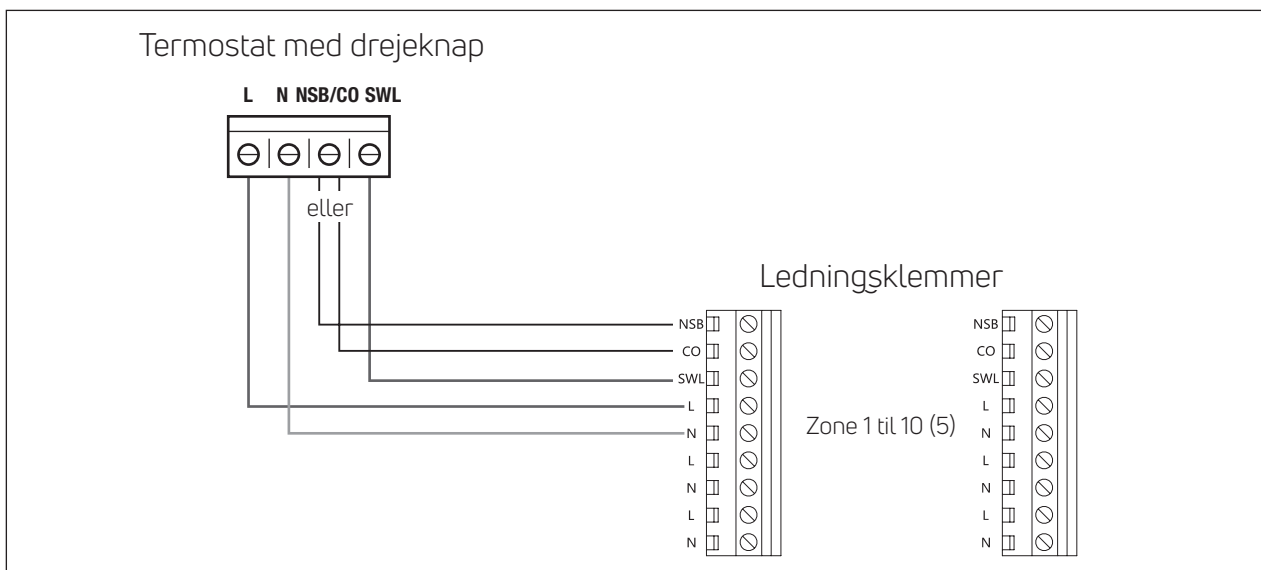 Termostat med drejeknap
L N NSB/CO SWL
eller
Ledningsklemmer
NSB
CO
SWL
L
N
L
N
L
N
Zone 1 til 10 (5)
NSB
CO
SWL
L
N
L
N
L
N